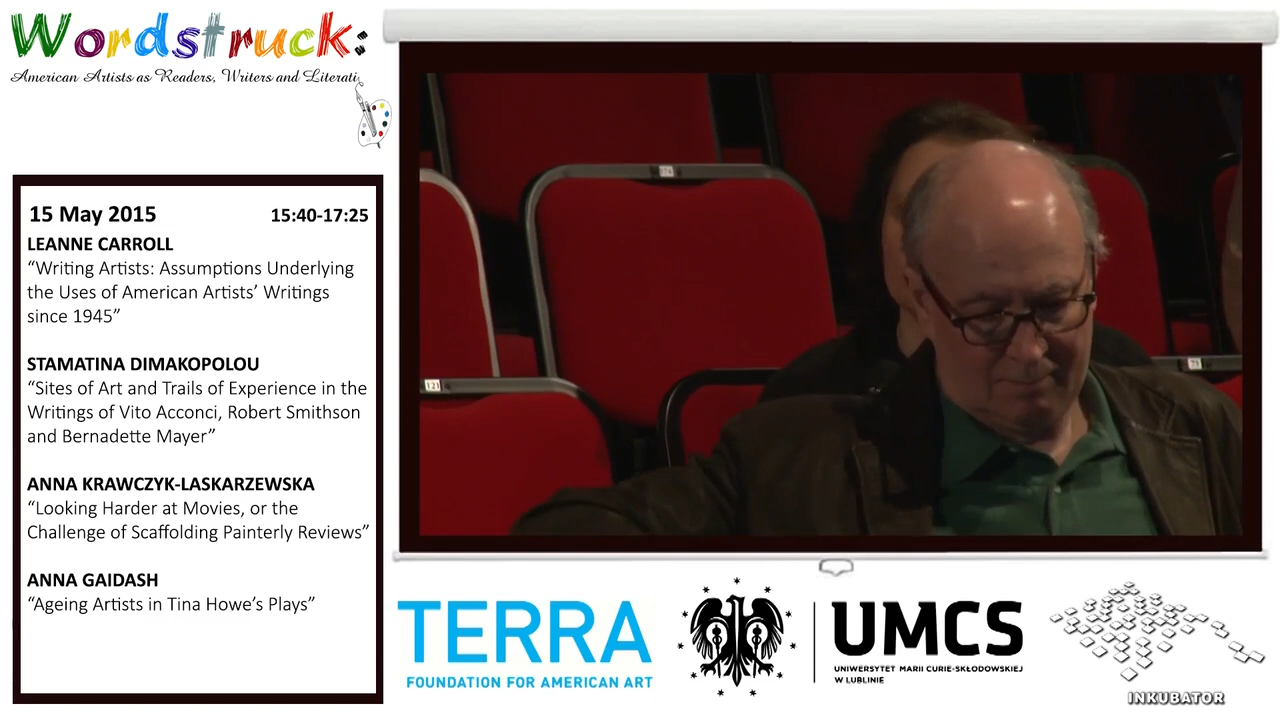 Wordstruck:
American Artists as Readers, Writers and Literati
15 May 2015 15:40-17:25
LEANNE CARROLL
“Writing Artists: Assumptions Underlying
the Uses of American Artists’ Writings
since 1945”
STAMATINA DIMAKOPOLOU
“Sites of Art and Trails of Experience in the
Writings of Vito Acconci, Robert Smithson
and Bernadette Mayer”
ANNA KRAWCZYK-LASKARZEWSKA
“Looking Harder at Movies, or the
Challenge of Scaffolding Painterly Reviews”
ANNA GAIDASH
“Ageing Artists in Tina Howe’s Plays”
121
TERRA
FOUNDATION FOR AMERICAN ART
UMCS
UNIWERSYTET MARII CURIE-SKŁODOWSKIEJ
W LUBLINIE
INKUBATOR